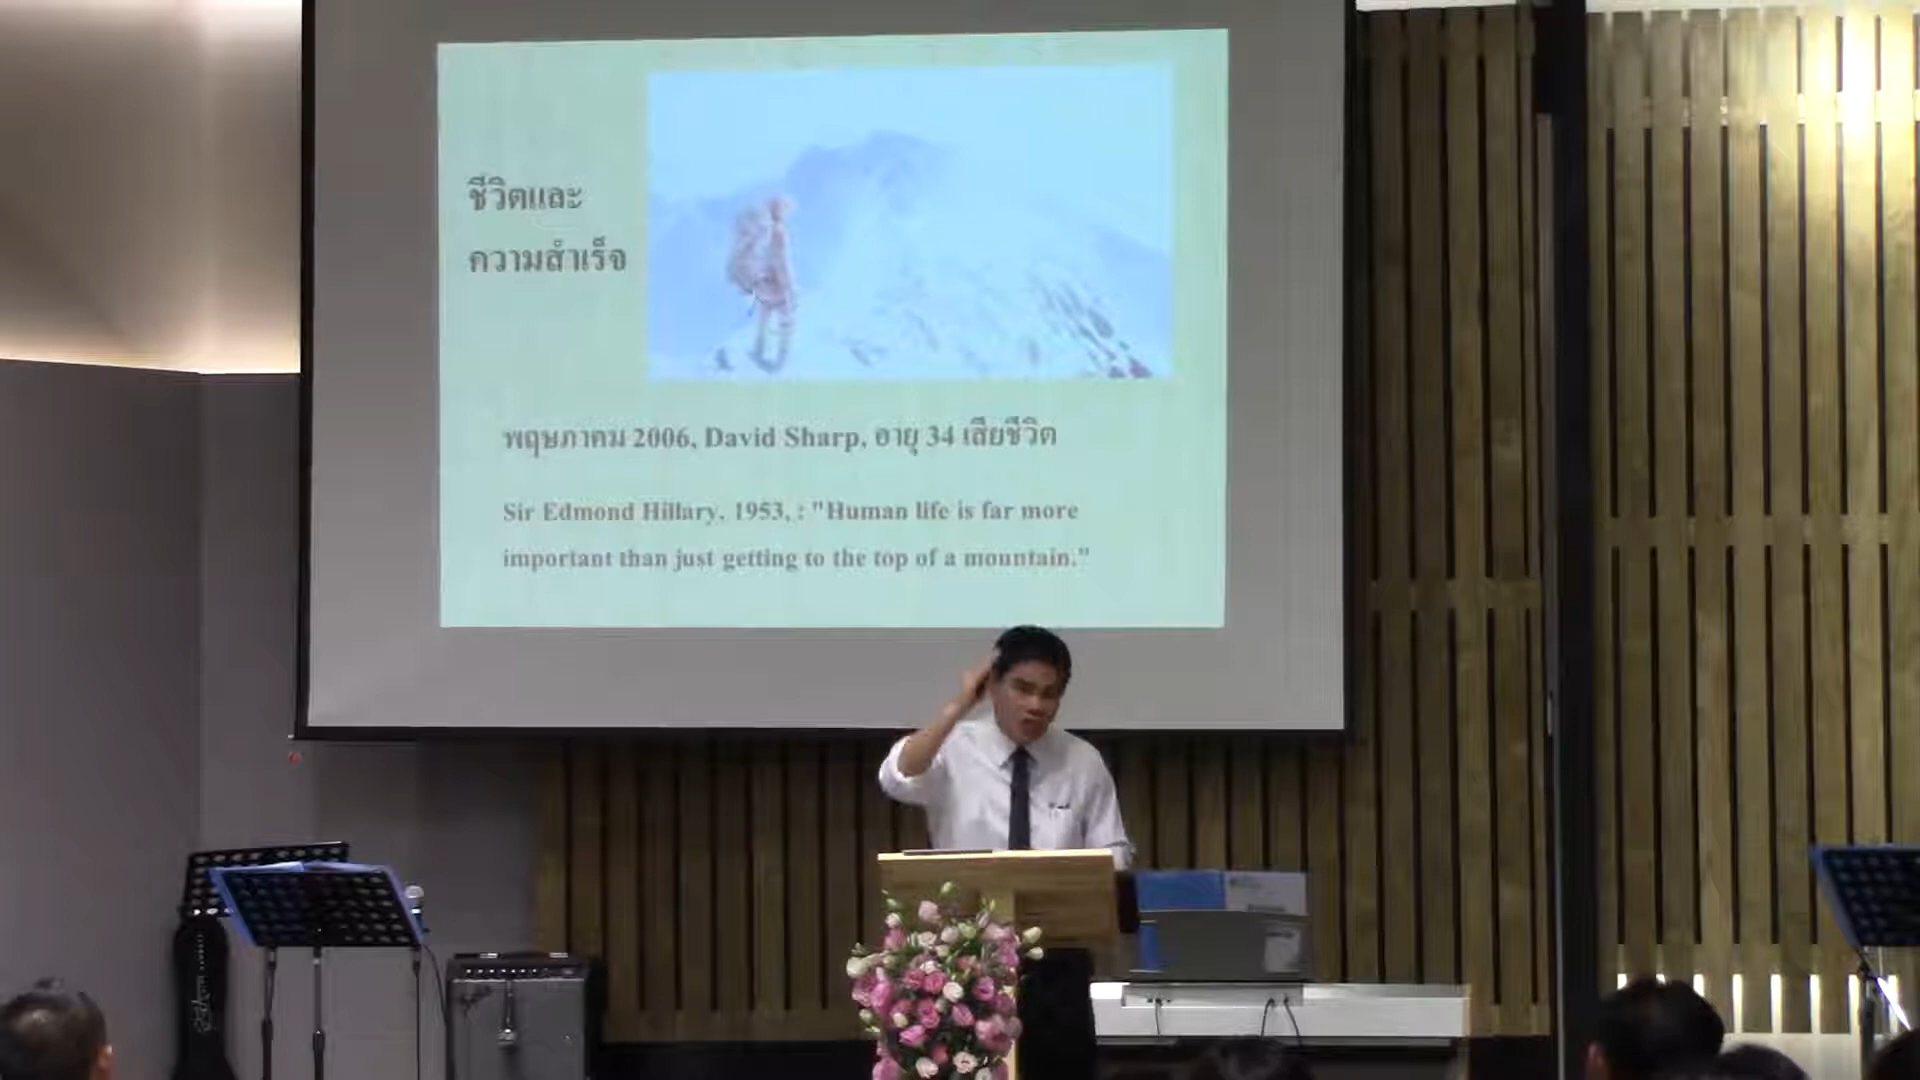 ชีวิตและ
ความสำเร็จ
พฤษภาคม 2006, David Sharp, อายุ 34 เสียชีวิต
Sir Edmond Hillary, 1953, : "Human life is far more
important than just getting to the top of a mountain."